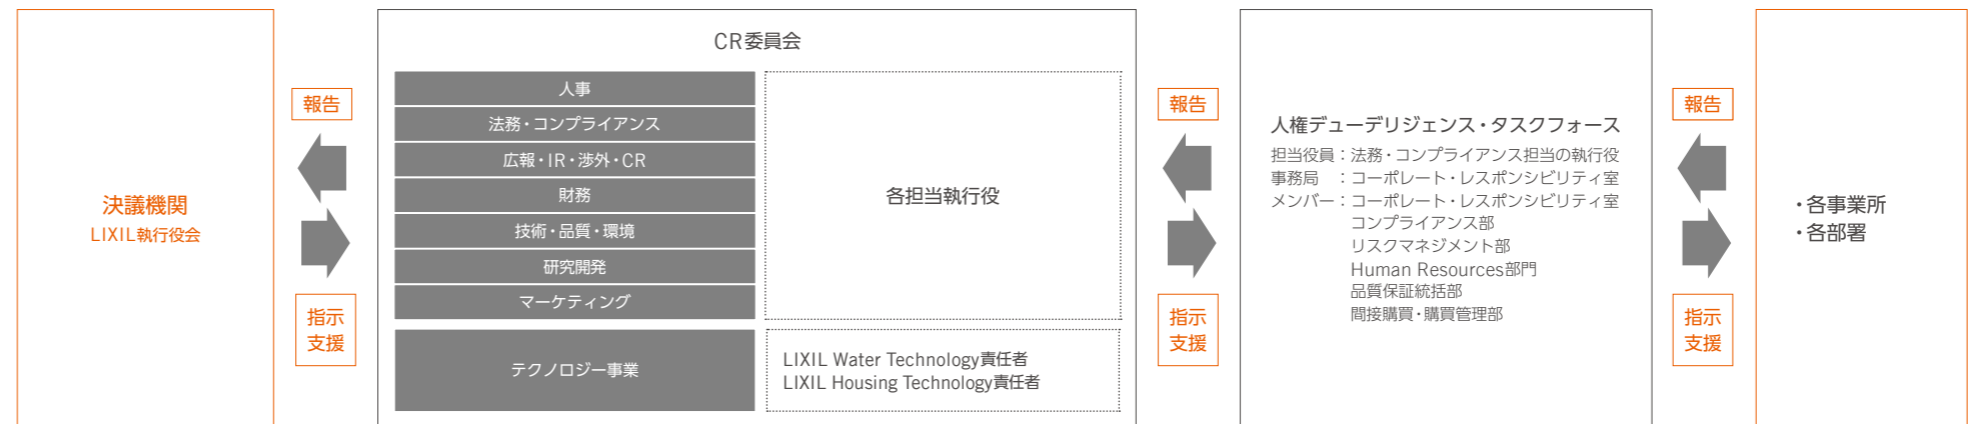 決議機関
LIXIL執行役会
報告
指示
支援
CR委員会
人事
法務・コンプライアンス
広報・IR・渉外・CR
財務
技術・品質・環境
研究開発
マーケティング
各担当執行役
テクノロジー事業
LIXIL Water Technology責任者
LIXIL Housing Technology責任者
報告
指示
支援
人権デューデリジェンス・タスクフォース
担当役員：法務・コンプライアンス担当の執行役
事務局　：コーポレート・レスポンシビリティ室
メンバー：コーポレート・レスポンシビリティ室
コンプライアンス部
リスクマネジメント部
Human Resources部門
品質保証統括部
間接購買・購買管理部
報告
指示
支援
・各事業所
・各部署